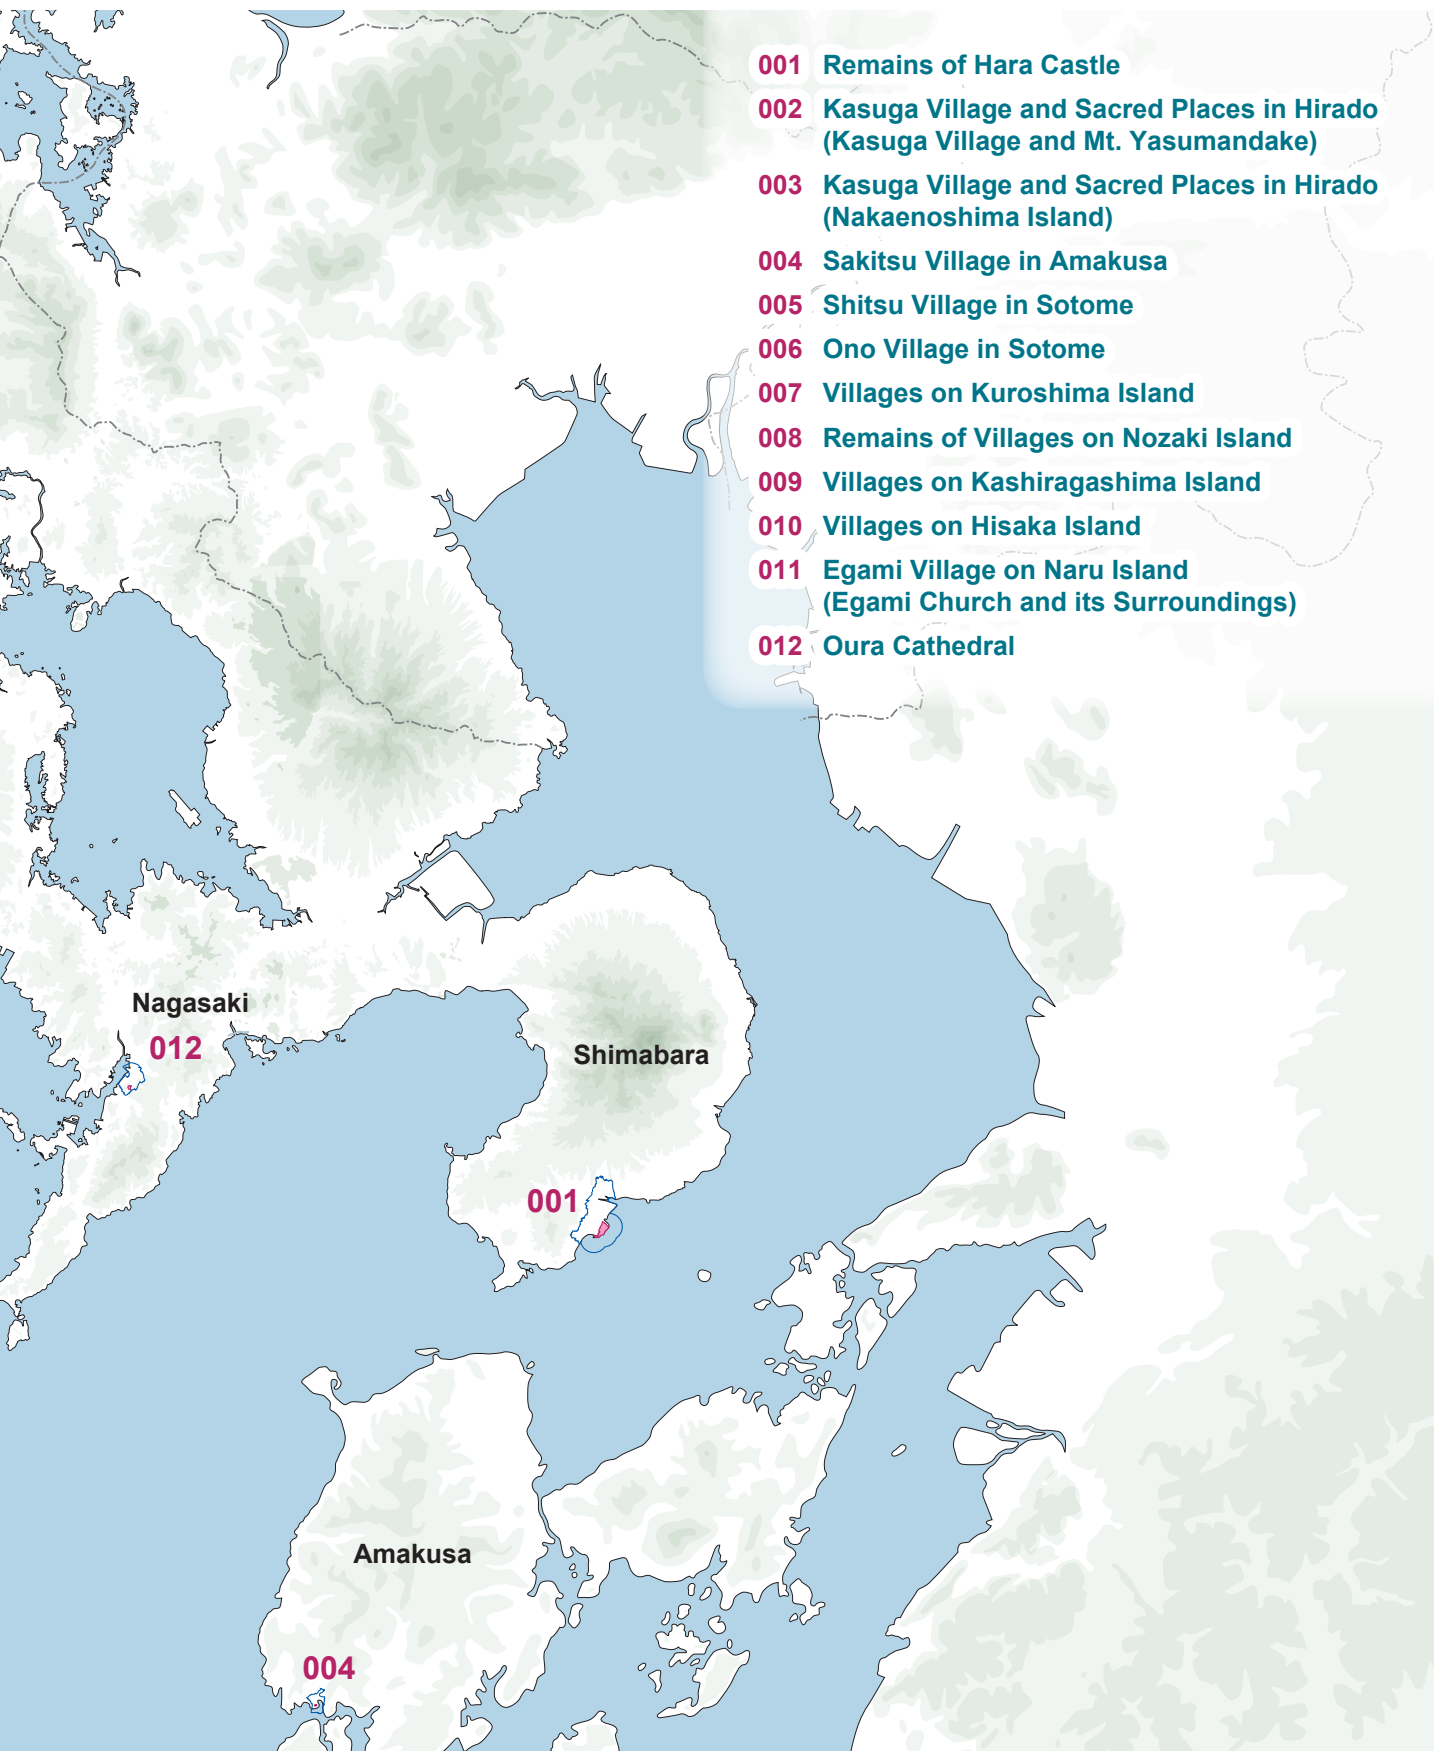 001 Remains of Hara Castle
002 Kasuga Village and Sacred Places in Hirado
(Kasuga Village and Mt. Yasumandake)
003 Kasuga Village and Sacred Places in Hirado
(Nakaenoshima Island)
004 Sakitsu Village in Amakusa
005 Shitsu Village in Sotome
006 Ono Village in Sotome
007 Villages on Kuroshima Island
008 Remains of Villages on Nozaki Island
009 Villages on Kashiragashima Island
010 Villages on Hisaka Island
011 Egami Village on Naru Island
(Egami Church and its Surroundings)
012 Oura Cathedral
Nagasaki
012
Shimabara
001
Amakusa
004